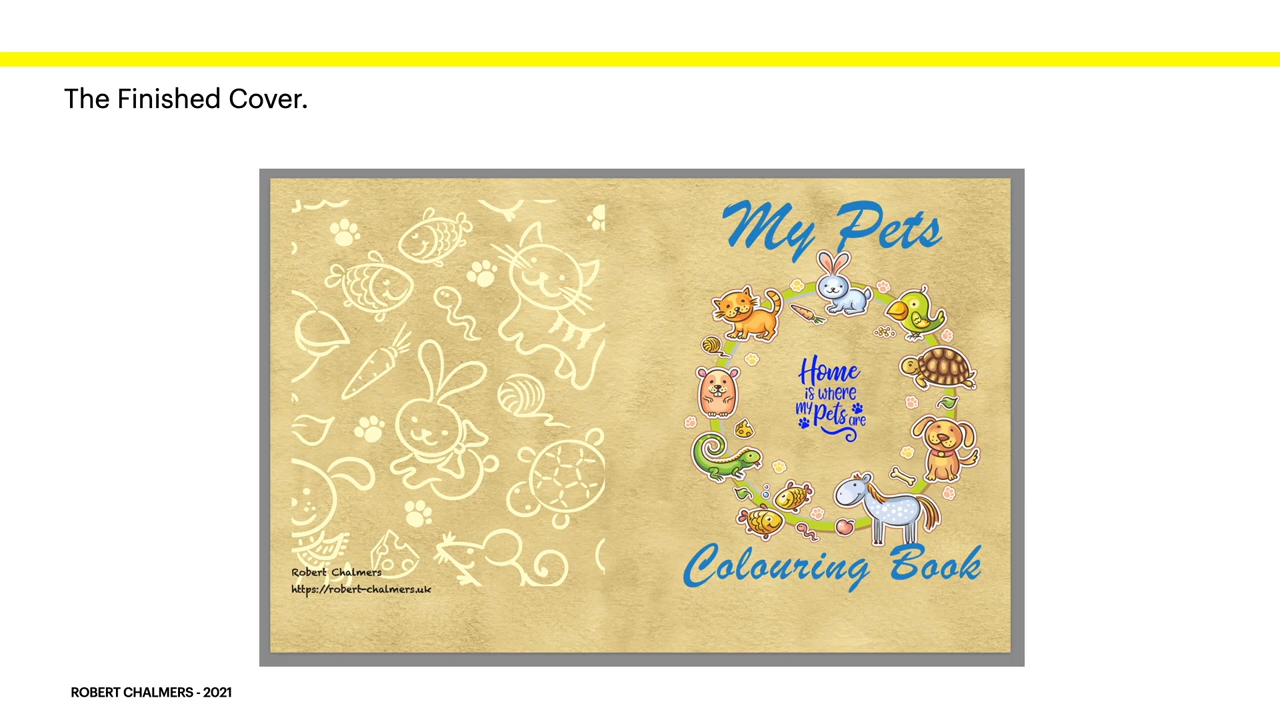 The Finished Cover.
My Pets
Home
is where
my Pets are
Colouring Book
Robert Chalmers
https://robert-chalmers.uk
ROBERT CHALMERS - 2021